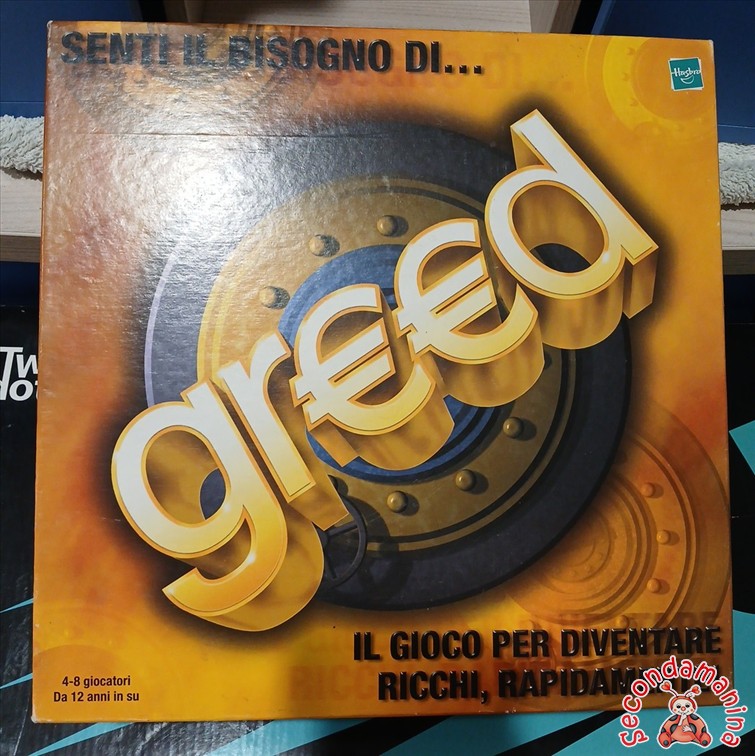 SENTI IL BISOGNO DI...
Hasbro
gr€€d
IL GIOCO PER DIVENTARE
RICCHI,
4-8 giocatori
Da 12 anni in su
secondamanina